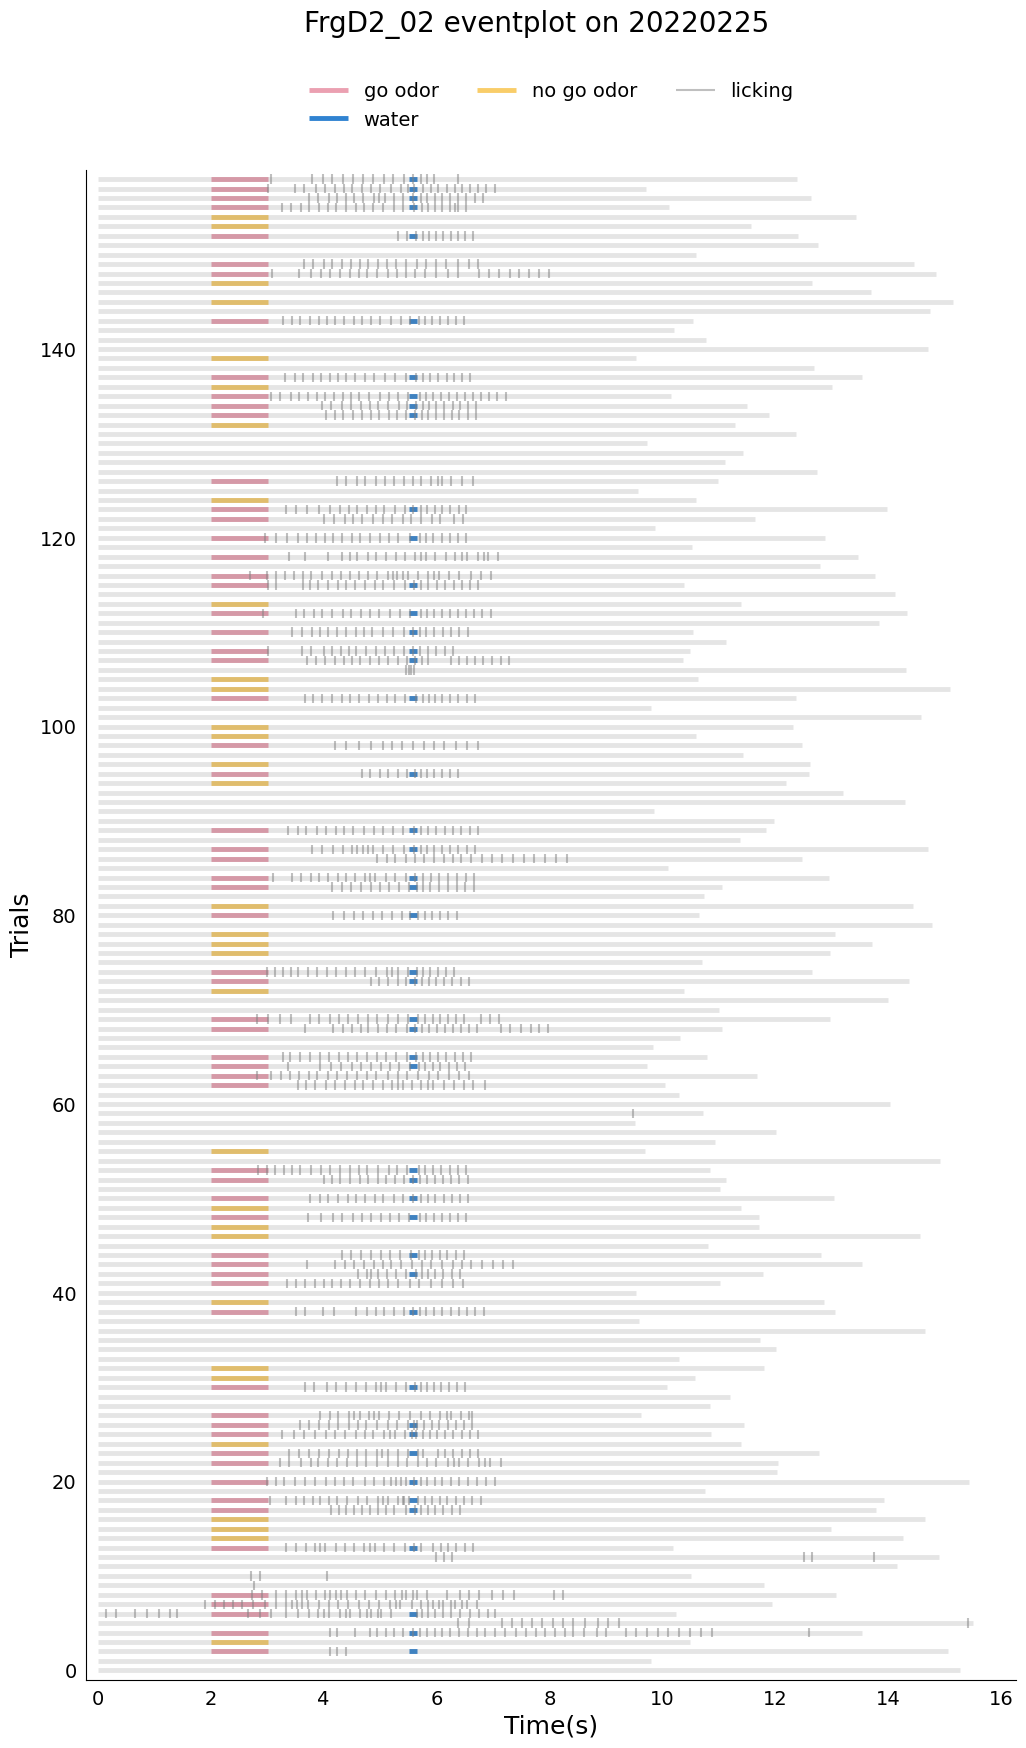 FrgD2_02 eventplot on 20220225
go odor
no go odor
licking
water
140
120
100
80
60
40
20
0
Trials
0 2 4 6 8 10 12 14 16
Time(s)